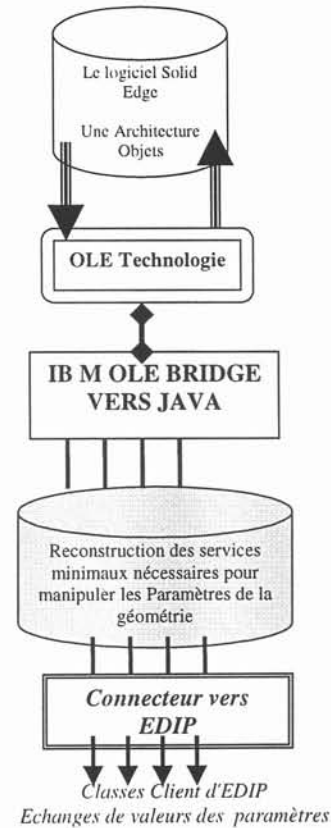 Le logiciel Solid
Edge
Une Architecture
Objets
OLE Technologie
IB M OLE BRIDGE
VERS JAVA
Reconstruction des services
minimaux nécessaires pour
manipuler les Paramètres de la
géométrie
Connecteur vers
EDIP
Classes Client d'EDIP
Echanges de valeurs des paramètres